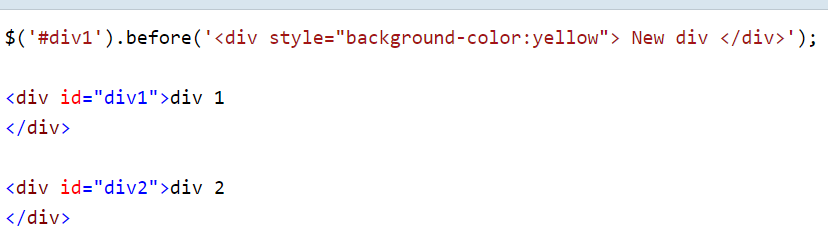 $('#div1').before('<div style="background-color:yellow"> New div </div>');
<div id="div1">div 1
</div>
<div id="div2">div 2
</div>